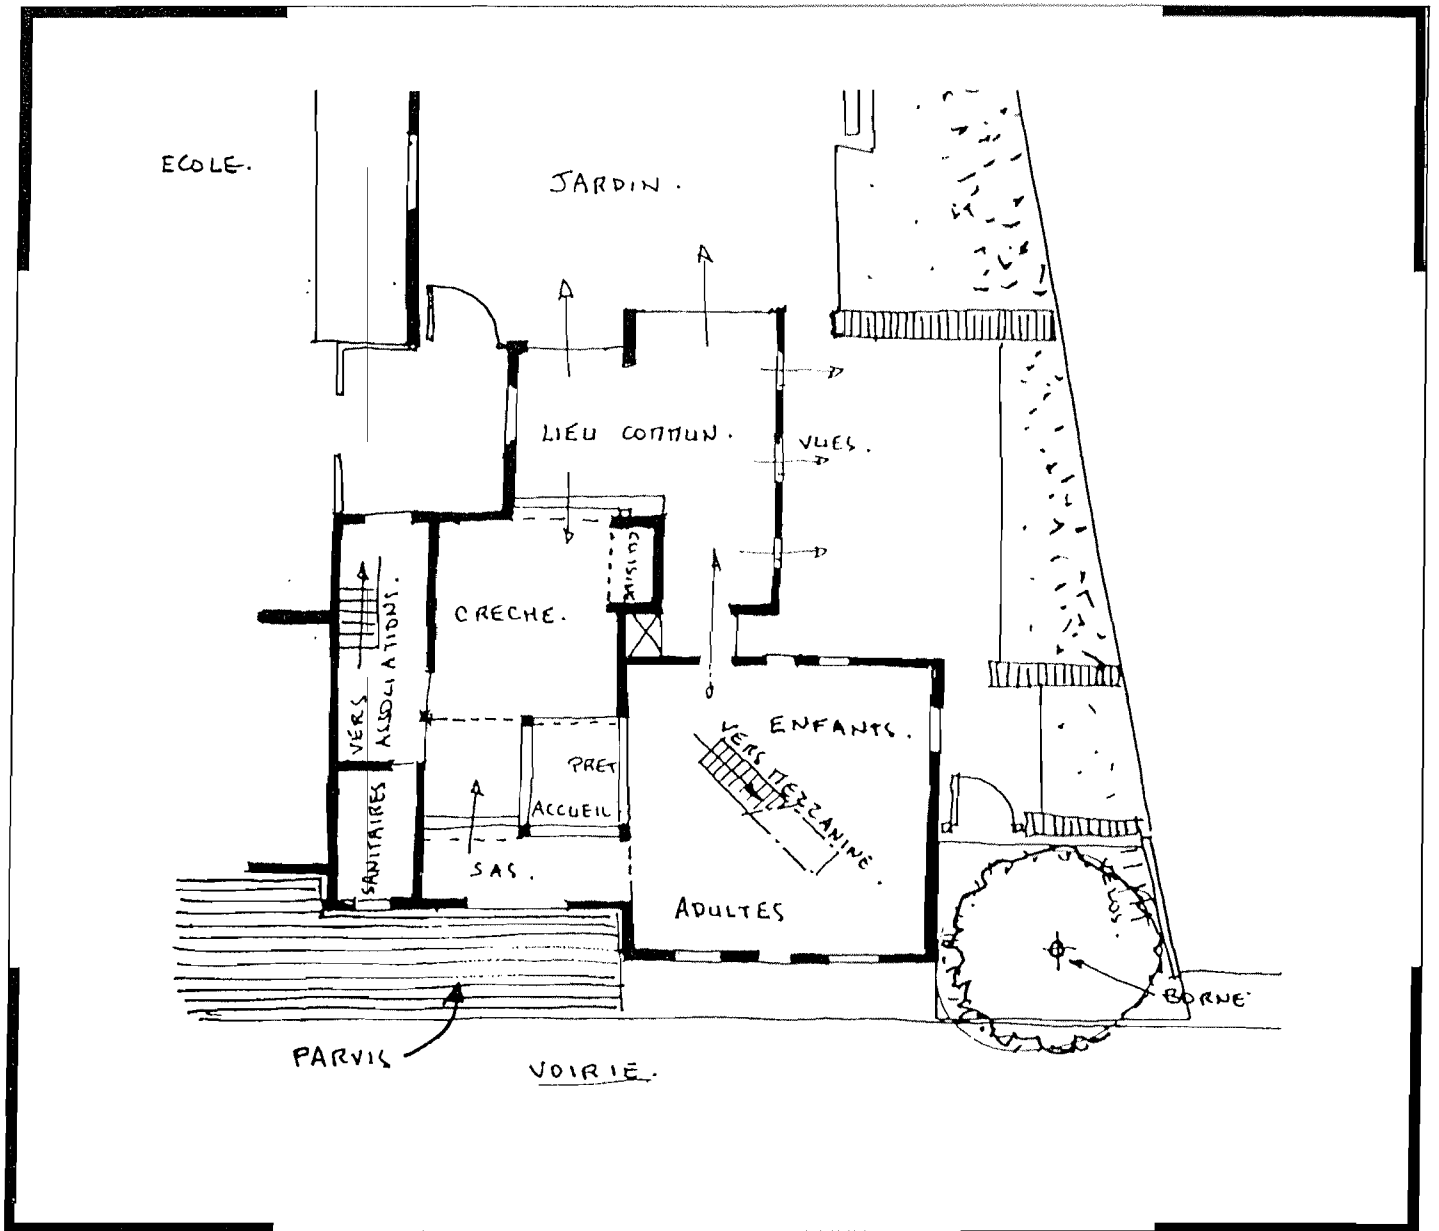 ECOLE.
JARDIN.
LIEU COMMUN.
VUES.
CUISINE
CRECHE.
VERS
ASSOCIATIONS.
ENFANTS.
VERS MEZZANINE.
PRET
ACCUEIL
SANITAIRES
SAS.
ADULTES
VELOS.
BORNE
PARVIS
VOIRIE.